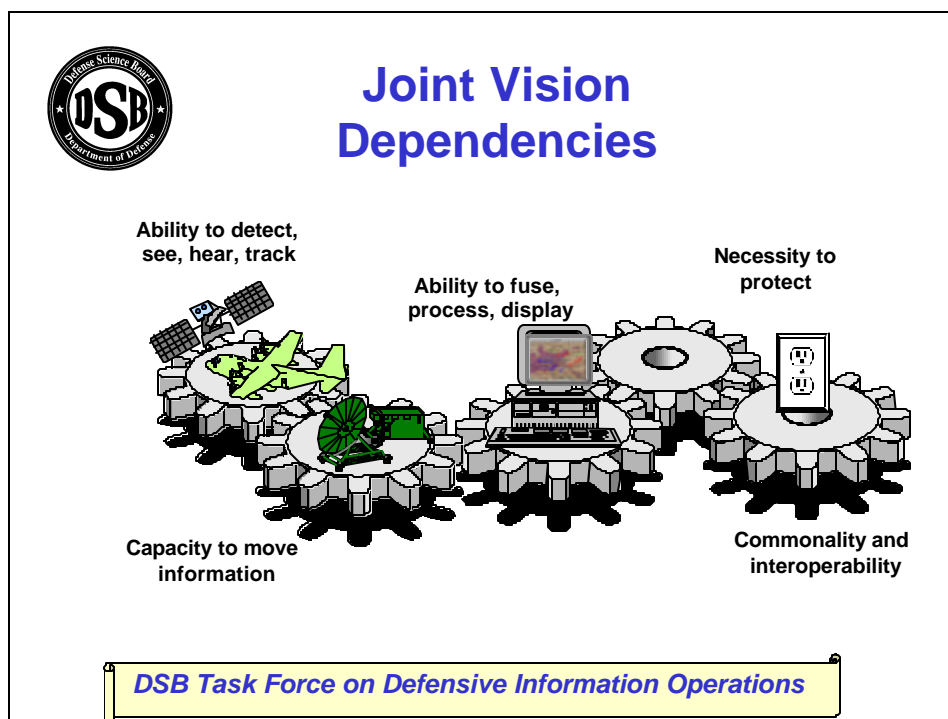 Defense Science Board
DSB
Department of Defense
Joint Vision
Dependencies
Ability to detect,
see, hear, track
Ability to fuse,
process, display
Necessity to
protect
Capacity to move
information
Commonality and
interoperability
DSB Task Force on Defensive Information Operations